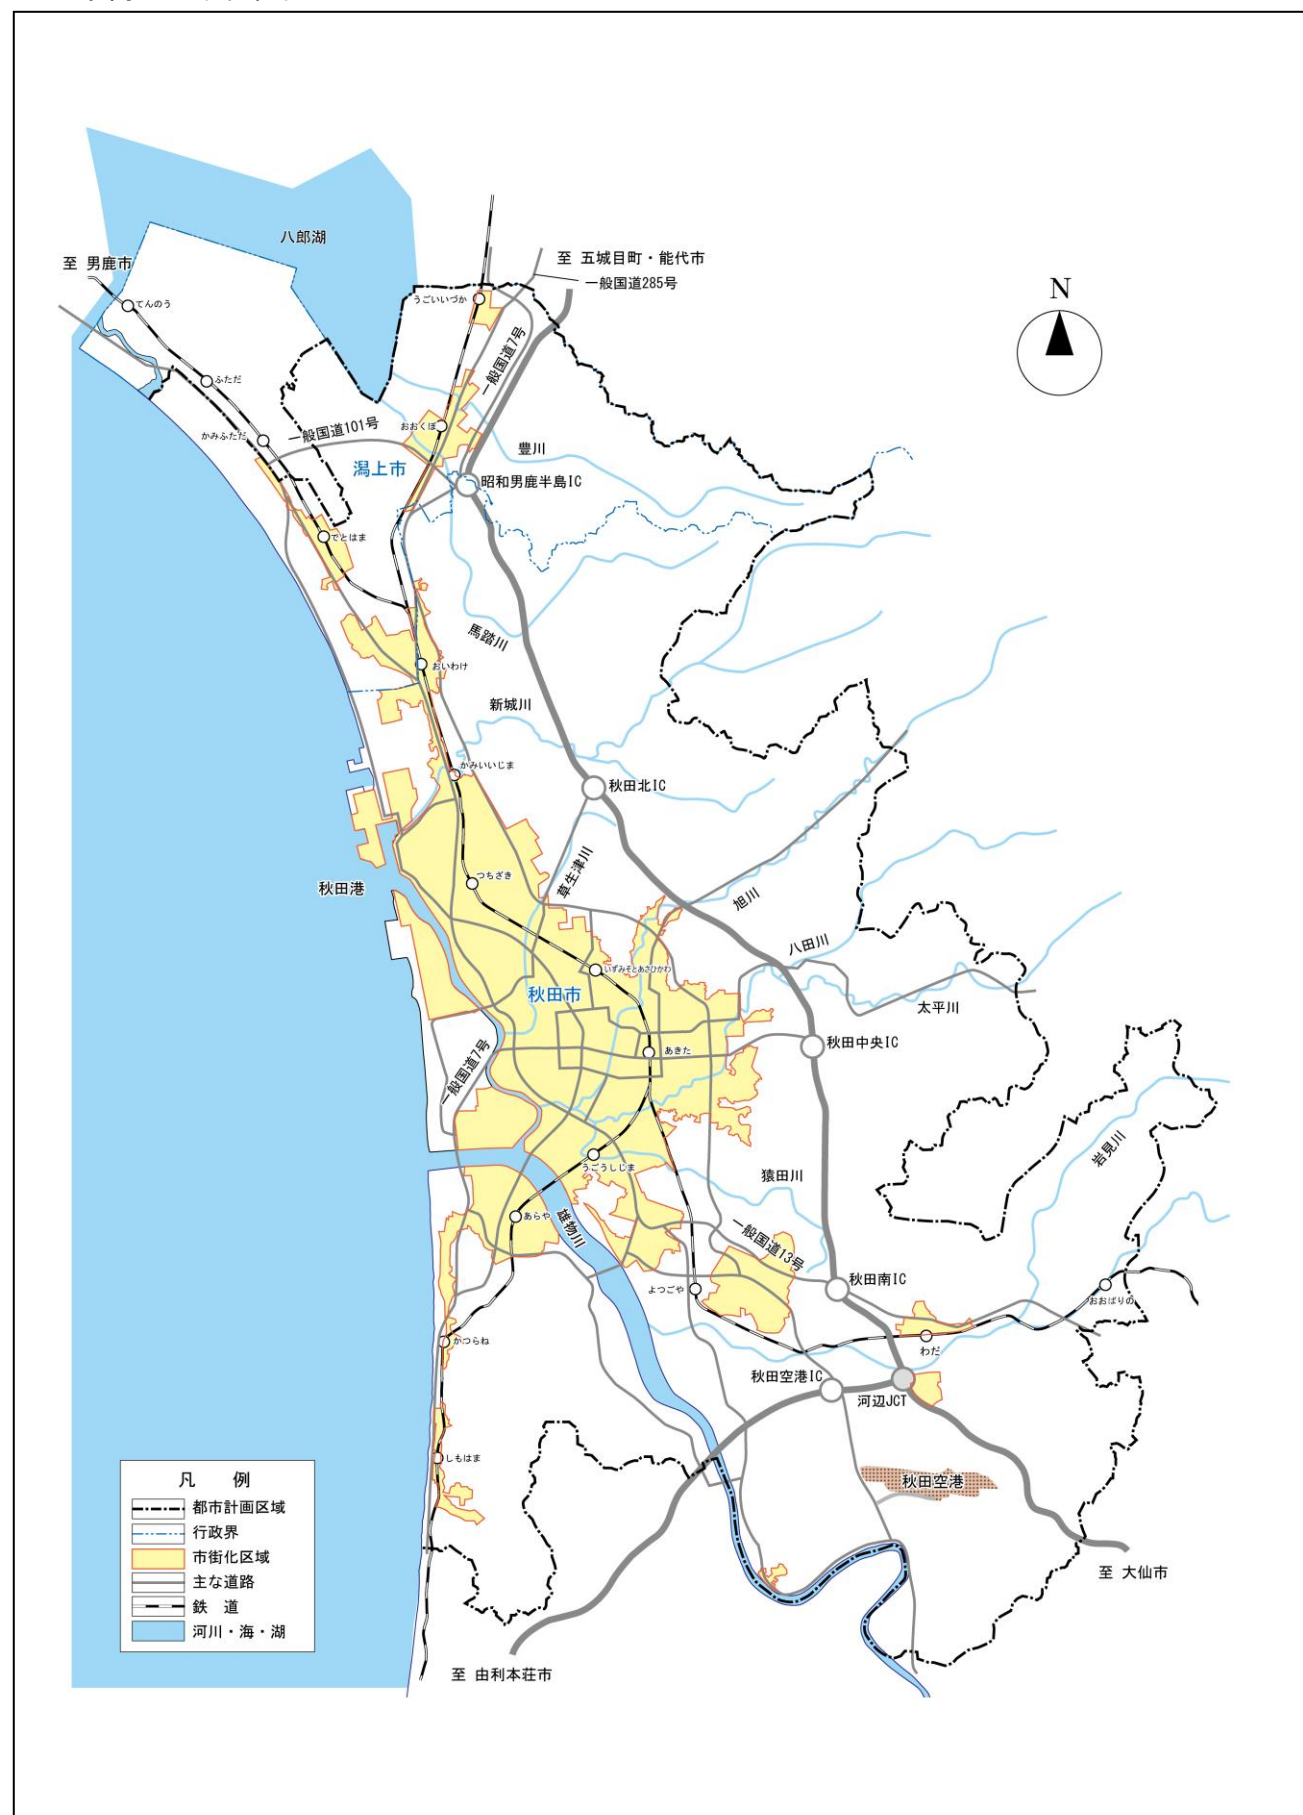 八郎湖
至 男鹿市
至 五城目町・能代市
一般国道285号
N
てんのう
うごいいづか
一般国道7号
ふただ
かみふただ
一般国道101号
おおくぼ
豊川
潟上市
昭和男鹿半島IC
でとはま
馬踏川
おいわけ
新城川
かみいいじま
秋田北IC
草生津川
つちざき
秋田港
旭川
八田川
いずみそとあさひかわ
秋田市
太平川
秋田中央IC
あきた
一般国道7号
岩見川
うごうしじま
猿田川
あらや
雄物川
一般国道13号
秋田南IC
よつごや
おおばりの
かつらね
わだ
秋田空港IC
河辺JCT
しもはま
秋田空港
凡 例
都市計画区域
行政界
市街化区域
主な道路
鉄 道
河川・海・湖
至 大仙市
至 由利本荘市